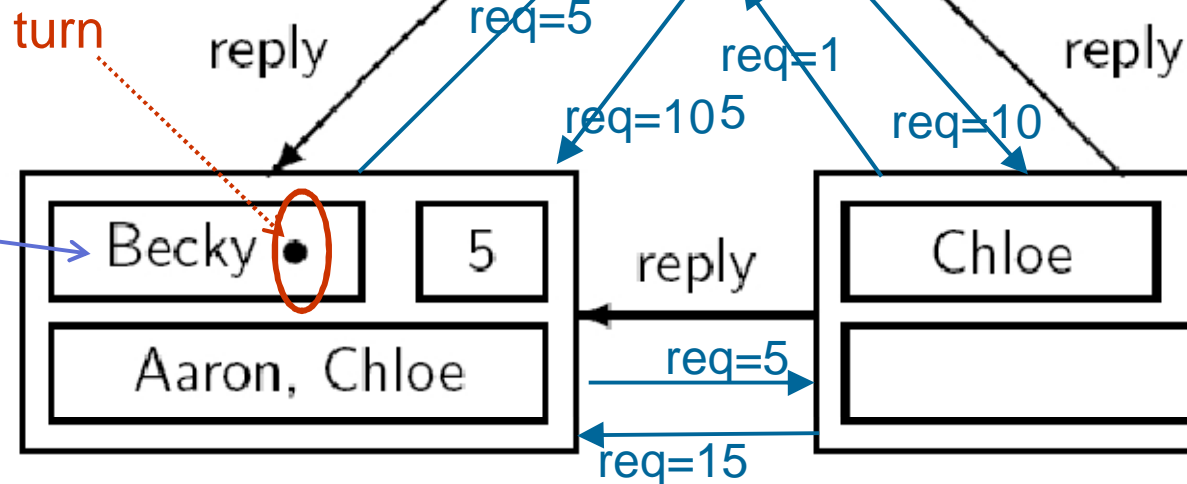 turn
reply
req=5
req=1
reply
req=105
req=10
Becky
5
Chloe
reply
Aaron, Chloe
req=5
req=15